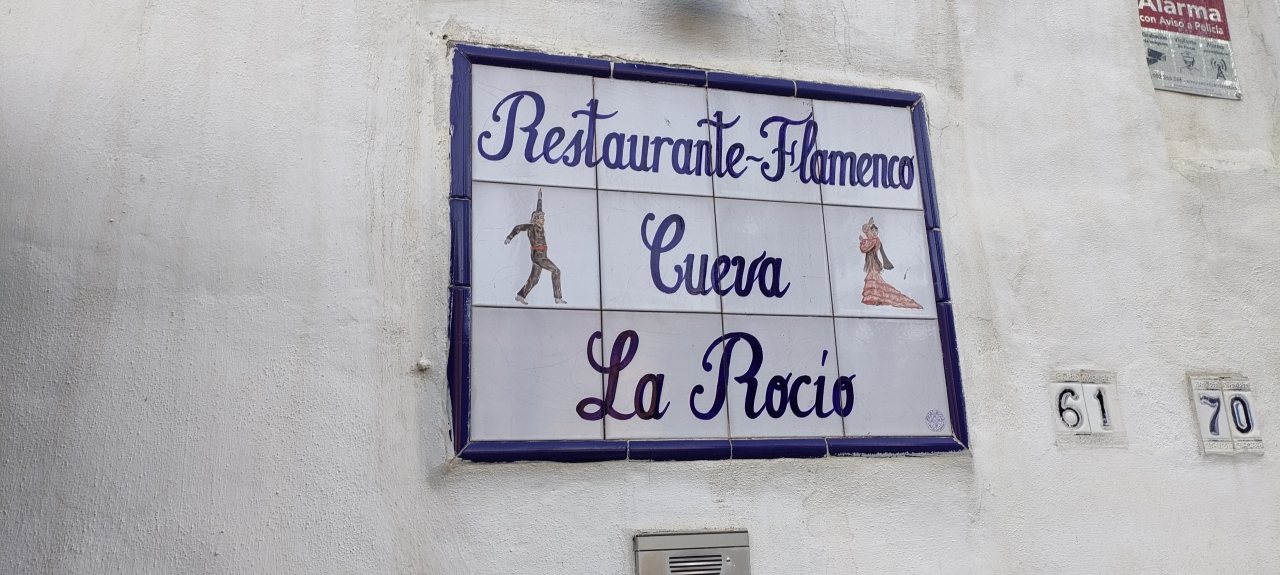 Restaurante-Flamenco
Cueva
La Rocío
61
70
Alarma
con Aviso a Policía